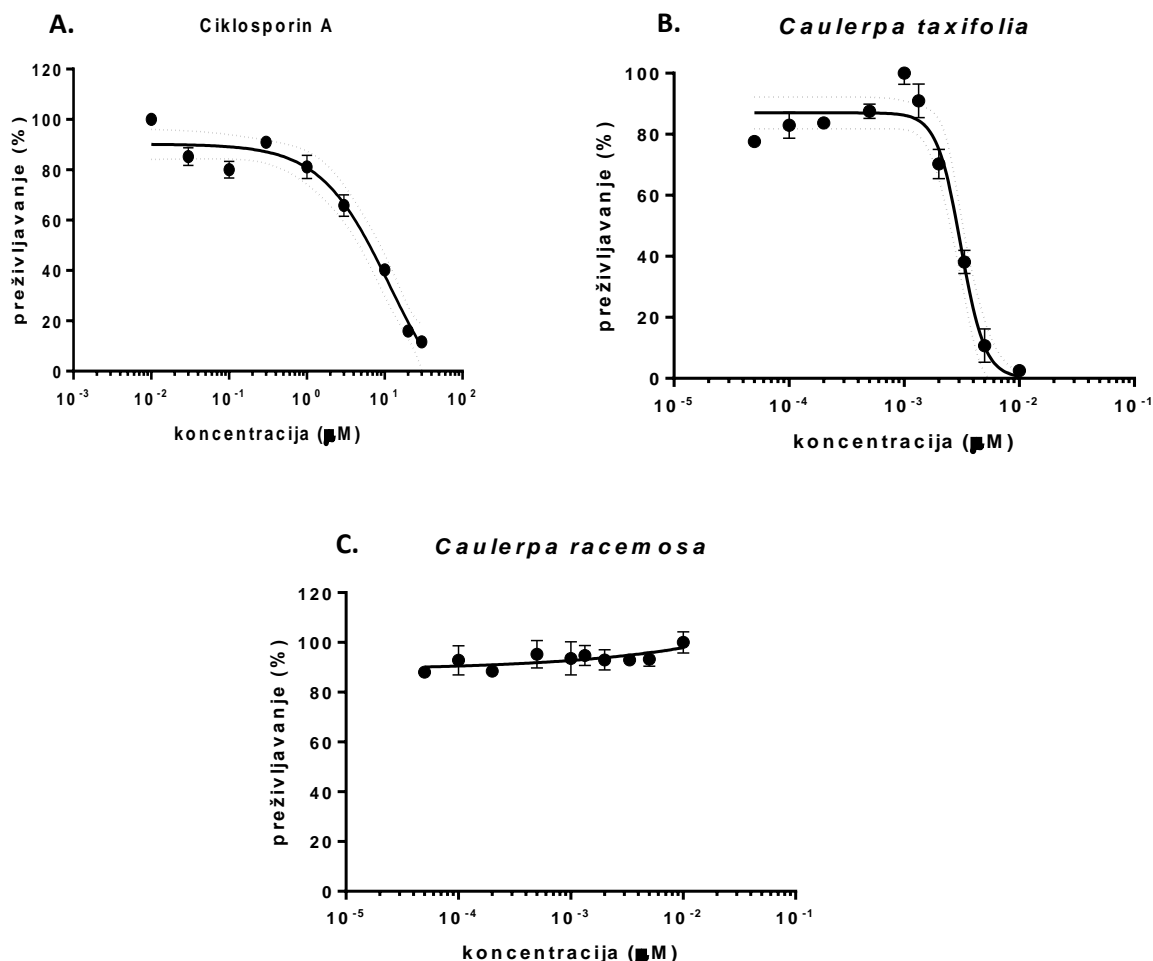 A.
Ciklosporin A
120
100
80
60
40
20
0
preživljavanje (%)
10-3 10-2 10-1 100 101 102
koncentracija (μM)
B.
Caulerpa taxifolia
100
80
60
40
20
0
preživljavanje (%)
10-5 10-4 10-3 10-2 10-1
koncentracija (μM)
C.
Caulerpa racemosa
120
100
80
60
40
20
0
preživljavanje (%)
10-5 10-4 10-3 10-2 10-1
koncentracija (μM)